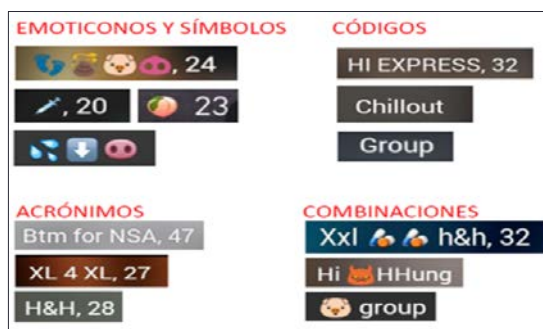 EMOTICONOS Y SÍMBOLOS
👣💩🐷🐽, 24
💉, 20
🍑 23
💦⬇️🐽
CÓDIGOS
HI EXPRESS, 32
Chillout
Group
ACRÓNIMOS
Btm for NSA, 47
XL 4 XL, 27
H&H, 28
COMBINACIONES
Xxl 💪💪 h&h, 32
Hi 😈HHung
🐷 group